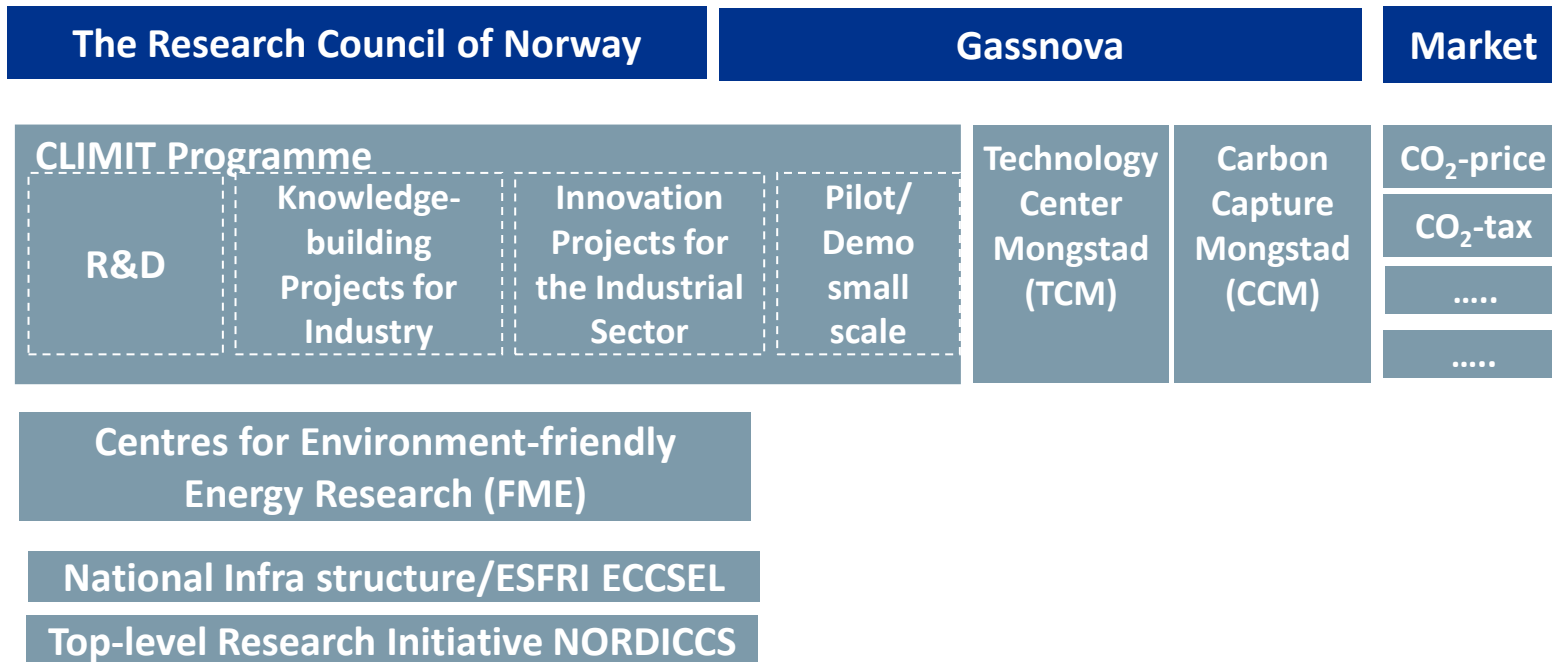 The Research Council of Norway
Gassnova
Market
CLIMIT Programme
R&D
Knowledge-
building
Projects for
Industry
Innovation
Projects for
the Industrial
Sector
Pilot/
Demo
small
scale
Technology
Center
Mongstad
(TCM)
Carbon
Capture
Mongstad
(CCM)
CO₂-price
CO₂-tax
.....
.....
Centres for Environment-friendly
Energy Research (FME)
National Infra structure/ESFRI ECCSEL
Top-level Research Initiative NORDICCS